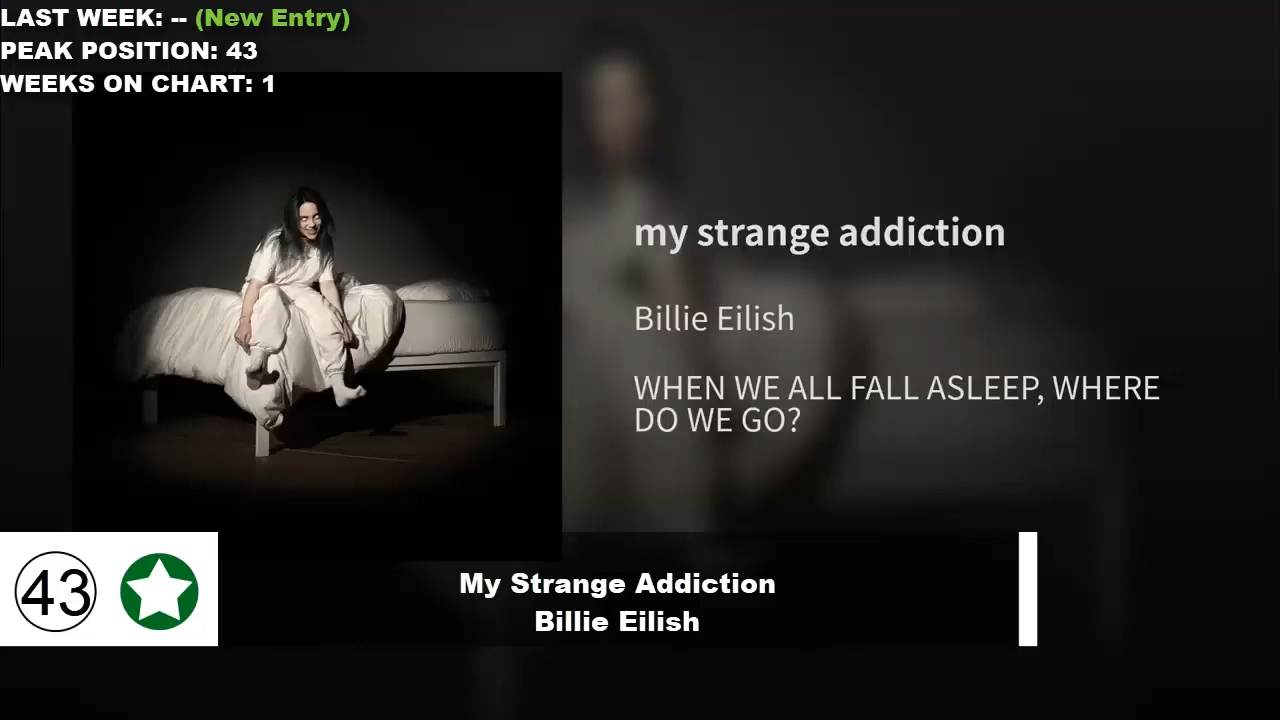 LAST WEEK: -- (New Entry)
PEAK POSITION: 43
WEEKS ON CHART: 1
my strange addiction
Billie Eilish
WHEN WE ALL FALL ASLEEP, WHERE
DO WE GO?
43
My Strange Addiction
Billie Eilish